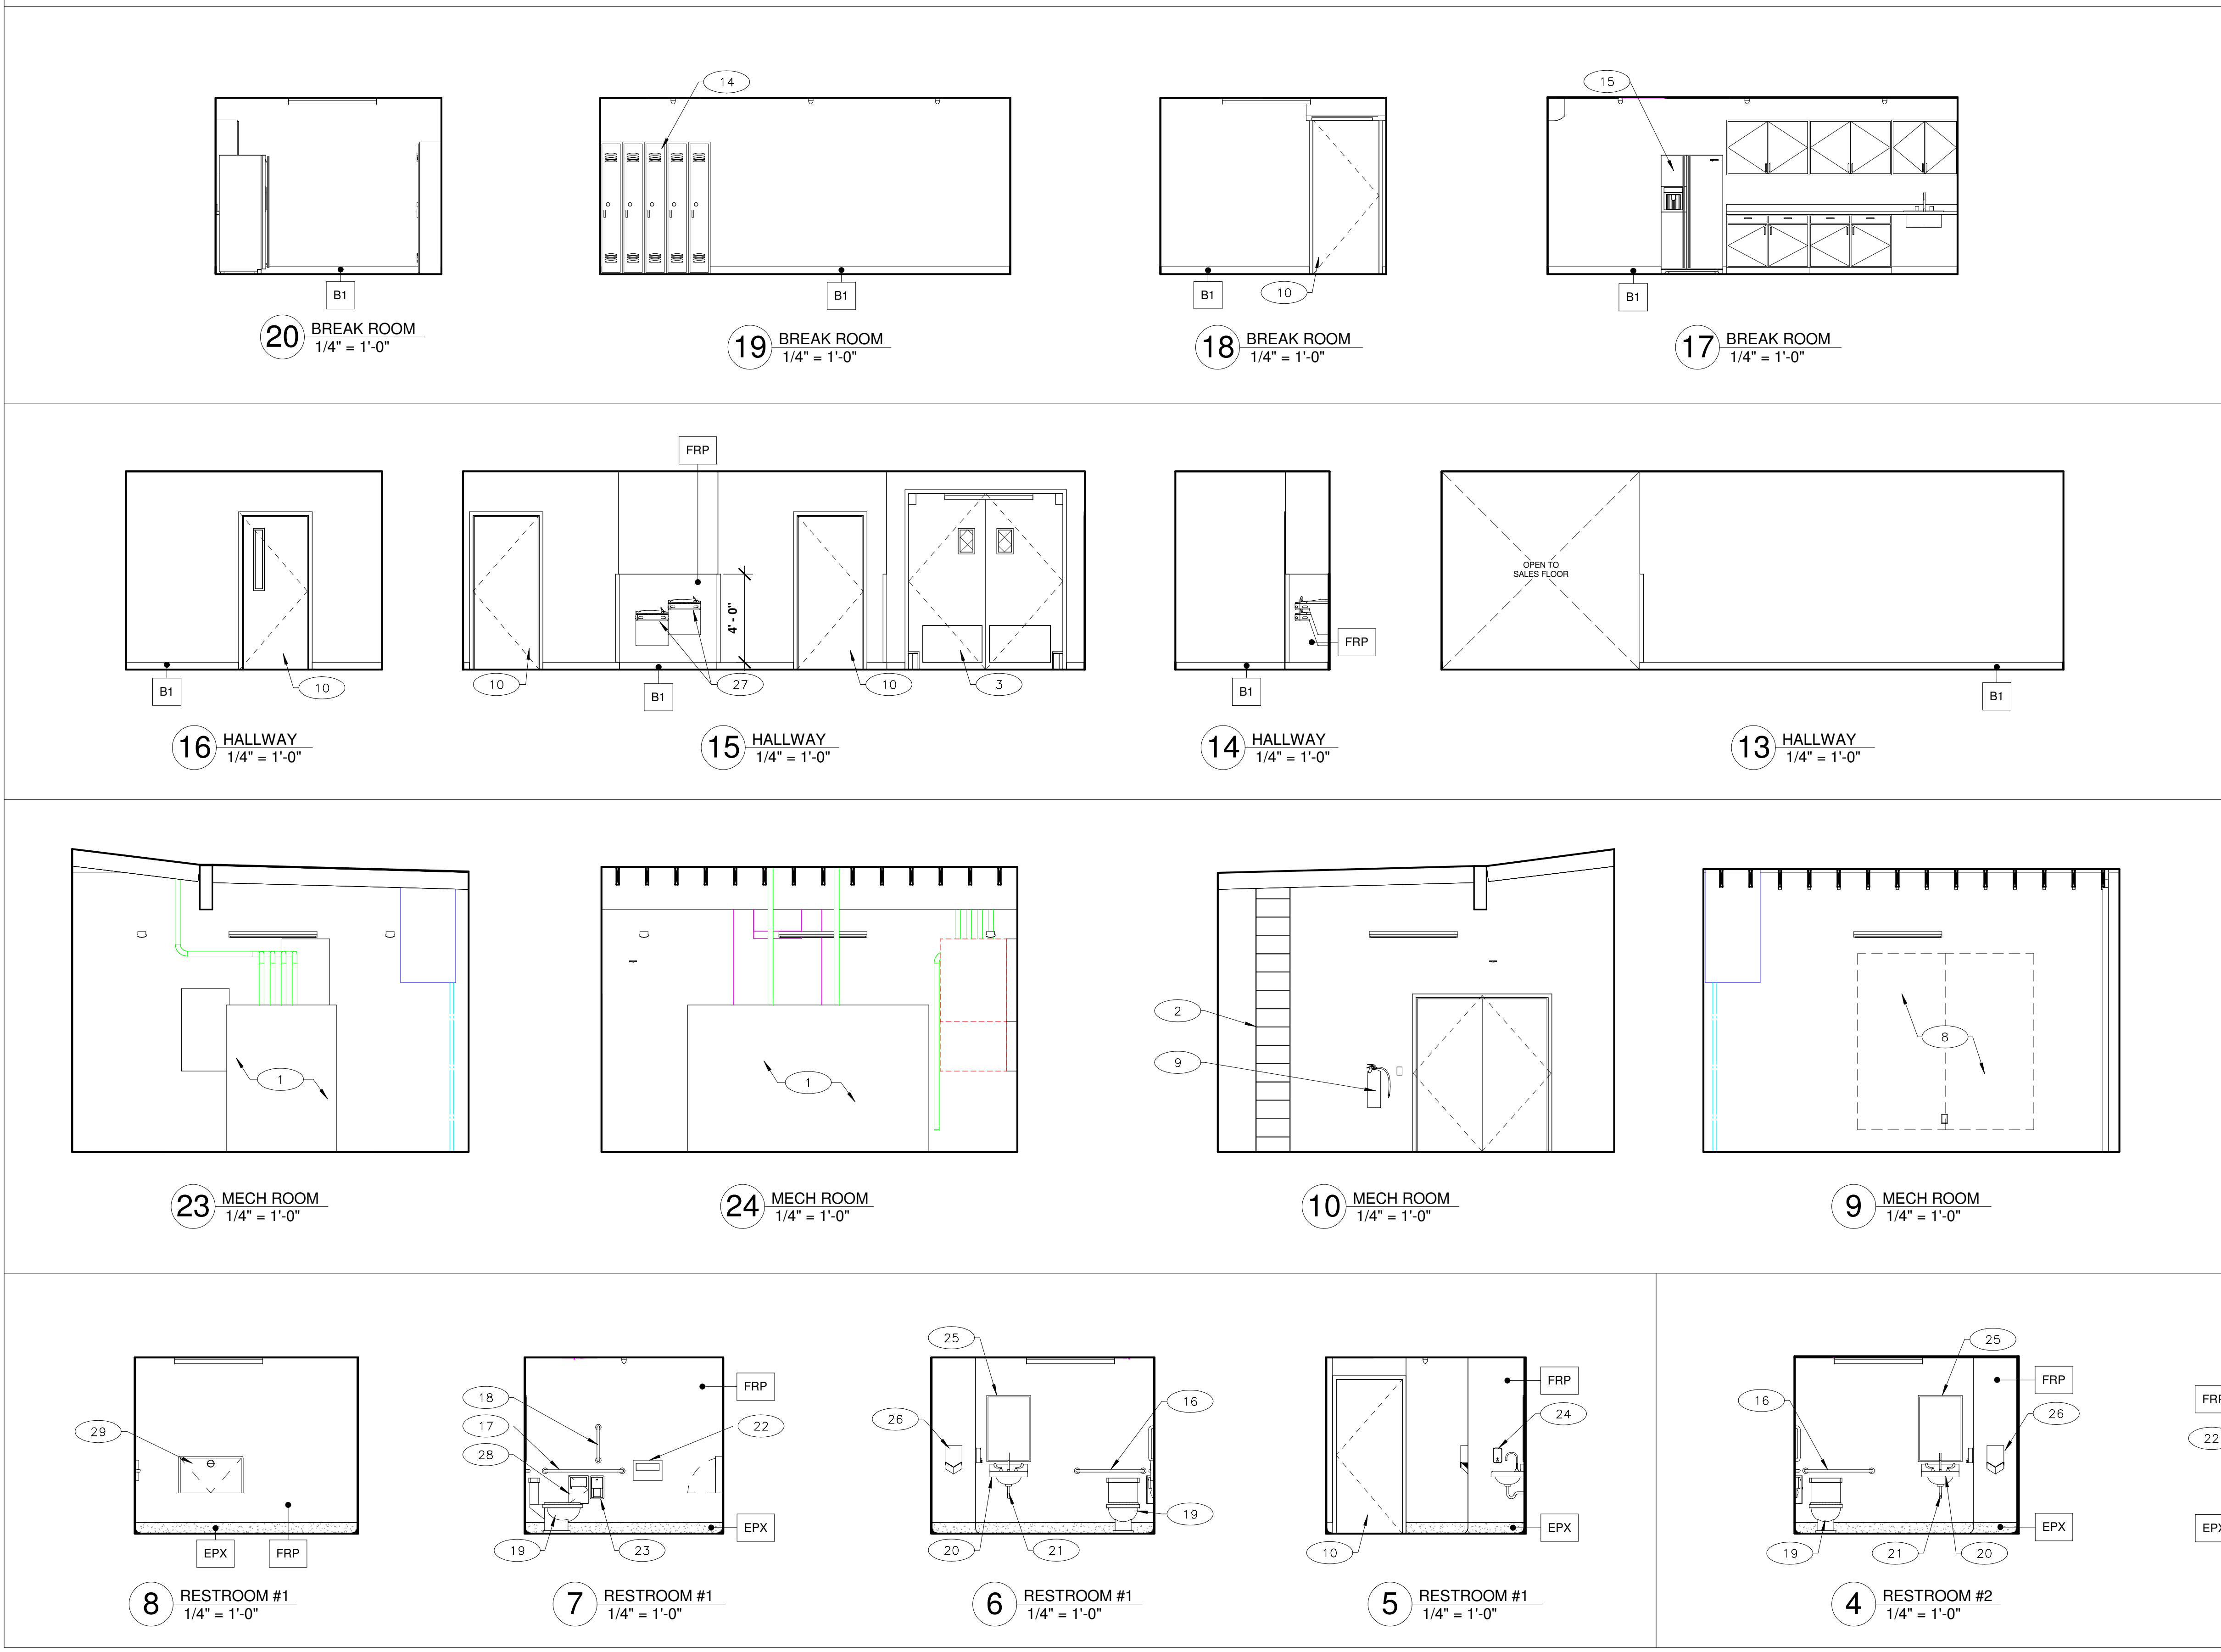 14
15
B1
B1
B1
10
B1
20 BREAK ROOM
1/4" = 1'-0"
19 BREAK ROOM
1/4" = 1'-0"
18 BREAK ROOM
1/4" = 1'-0"
17 BREAK ROOM
1/4" = 1'-0"
FRP
4' - 0"
OPEN TO
SALES FLOOR
FRP
B1
10
10
B1
27
10
3
B1
B1
16 HALLWAY
1/4" = 1'-0"
15 HALLWAY
1/4" = 1'-0"
14 HALLWAY
1/4" = 1'-0"
13 HALLWAY
1/4" = 1'-0"
1
1
2
9
8
23 MECH ROOM
1/4" = 1'-0"
24 MECH ROOM
1/4" = 1'-0"
10 MECH ROOM
1/4" = 1'-0"
9 MECH ROOM
1/4" = 1'-0"
29
EPX
FRP
18
17
28
FRP
22
EPX
19
23
25
26
16
19
20
21
FRP
24
EPX
10
25
16
FRP
26
EPX
19
21
20
FRP
22
EPX
8 RESTROOM #1
1/4" = 1'-0"
7 RESTROOM #1
1/4" = 1'-0"
6 RESTROOM #1
1/4" = 1'-0"
5 RESTROOM #1
1/4" = 1'-0"
4 RESTROOM #2
1/4" = 1'-0"